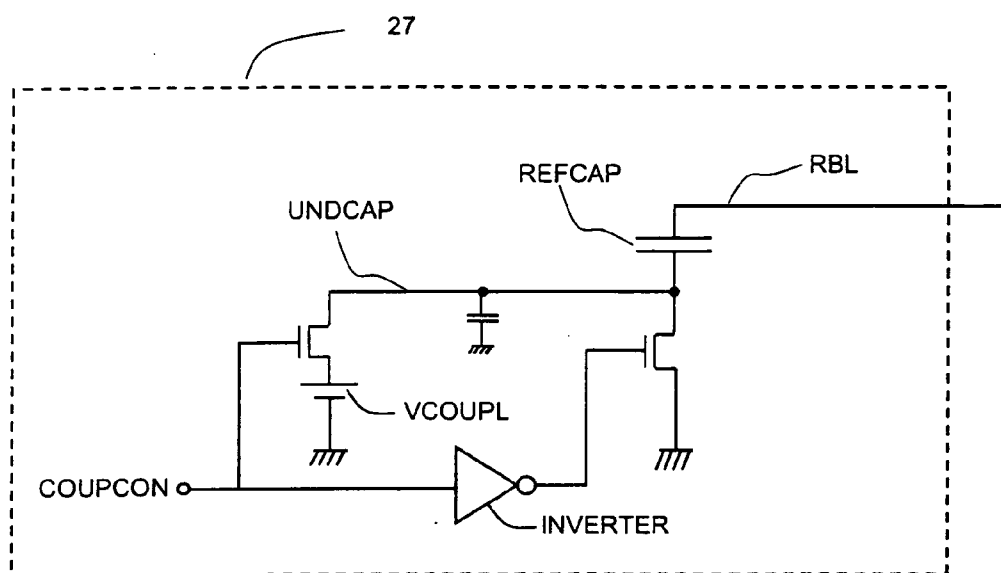 27
REFCAP
RBL
UNDCAP
VCOUPL
COUPCON
INVERTER